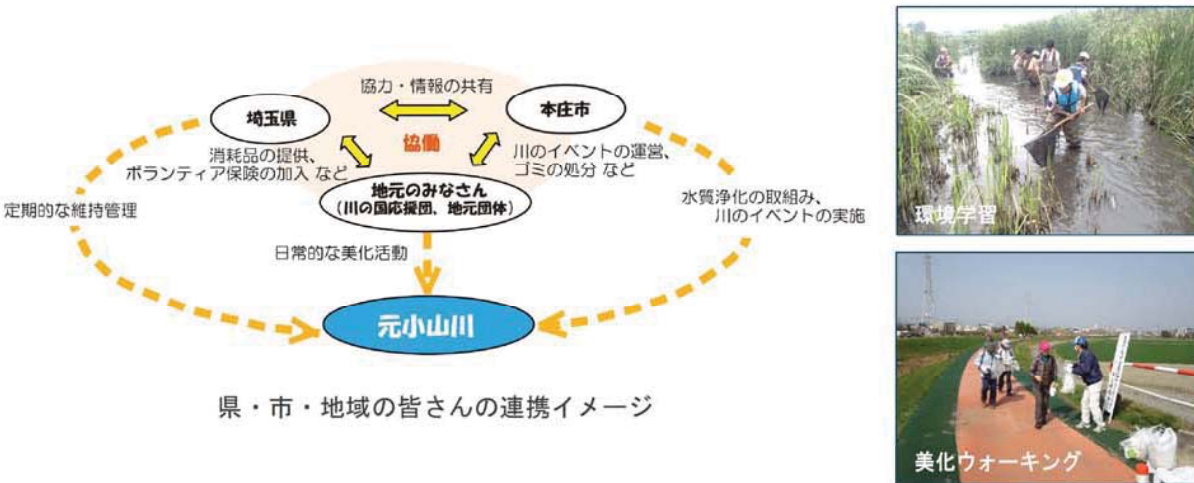 協力・情報の共有
埼玉県
本庄市
協働
消耗品の提供、
ボランティア保険の加入 など
川のイベントの運営、
ゴミの処分 など
地元のみなさん
(川の国応援団、地元団体)
定期的な維持管理
水質浄化の取組み、
川のイベントの実施
日常的な美化活動
元小山川
県・市・地域の皆さんの連携イメージ
環境学習
美化ウォーキング